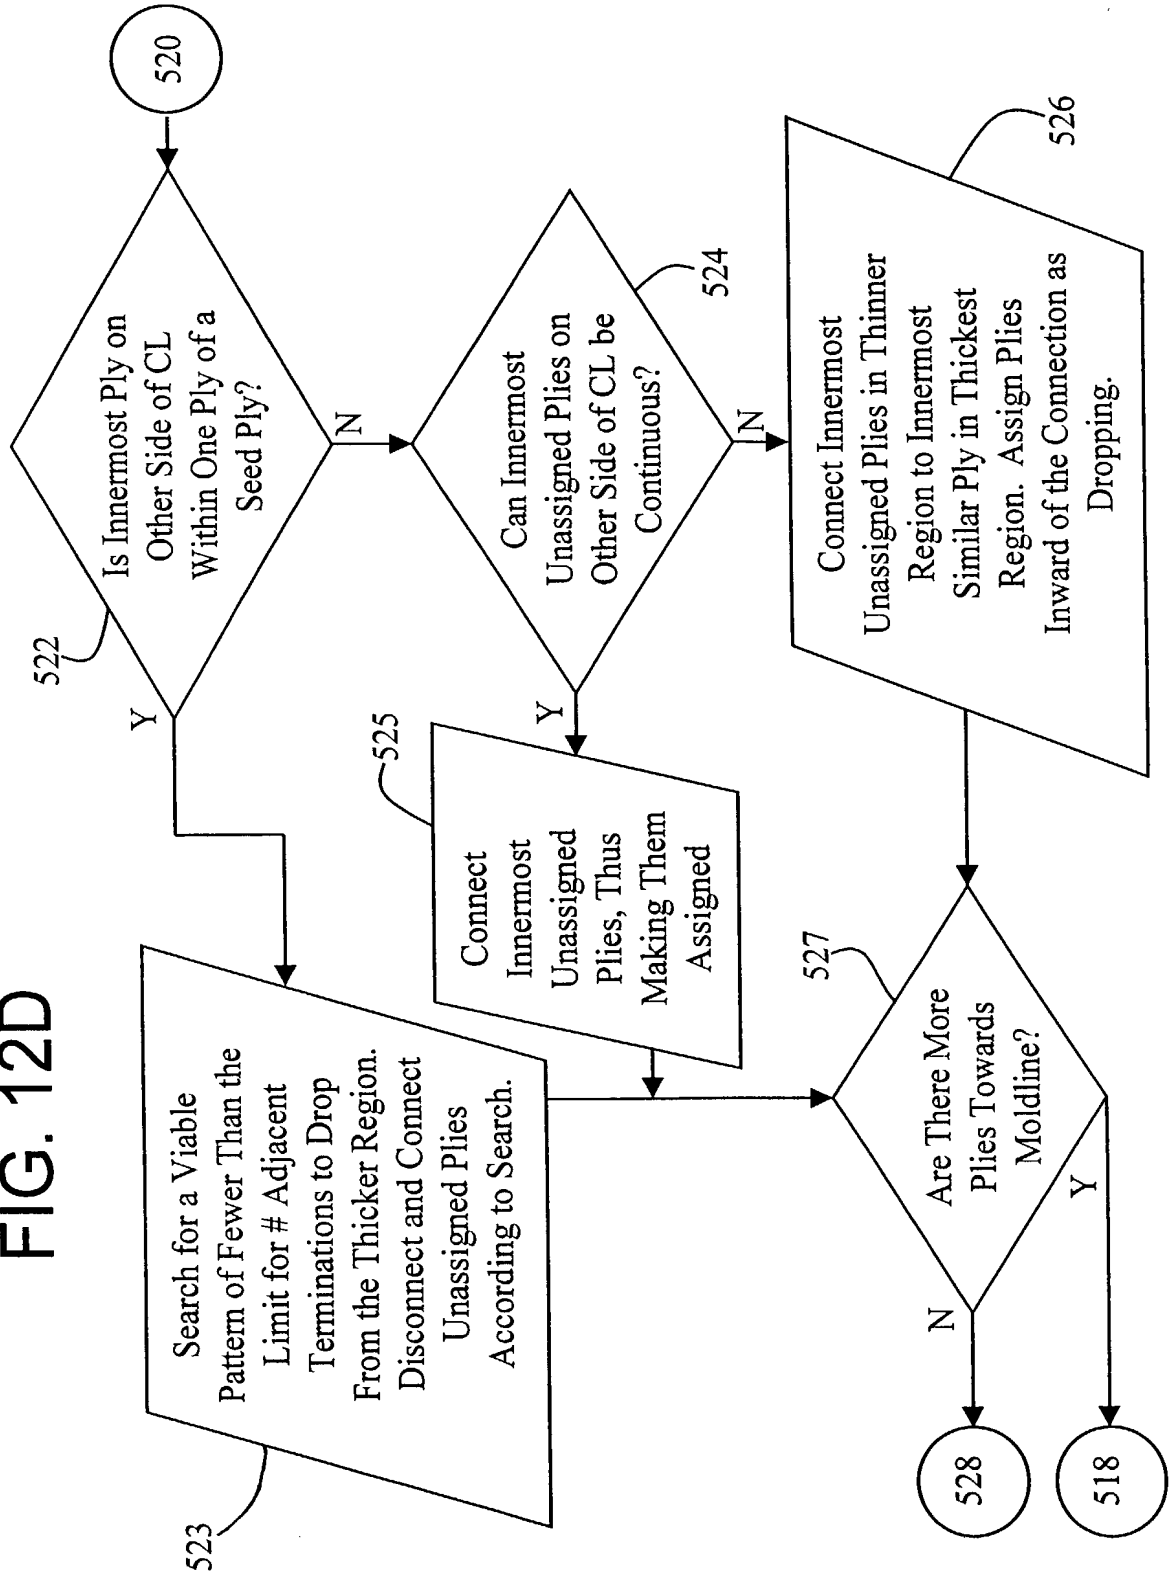 FIG. 12D
520
522
Is Innermost Ply on
Other Side of CL
Within One Ply of a
Seed Ply?
Y
N
523
Search for a Viable
Pattern of Fewer Than the
Limit for # Adjacent
Terminations to Drop
From the Thicker Region.
Disconnect and Connect
Unassigned Plies
According to Search.
524
Can Innermost
Unassigned Plies on
Other Side of CL be
Continuous?
Y
N
525
Connect
Innermost
Unassigned
Plies, Thus
Making Them
Assigned
526
Connect Innermost
Unassigned Plies in Thinner
Region to Innermost
Similar Ply in Thickest
Region. Assign Plies
Inward of the Connection as
Dropping.
527
Are There More
Plies Towards
Moldline?
N
Y
528
518